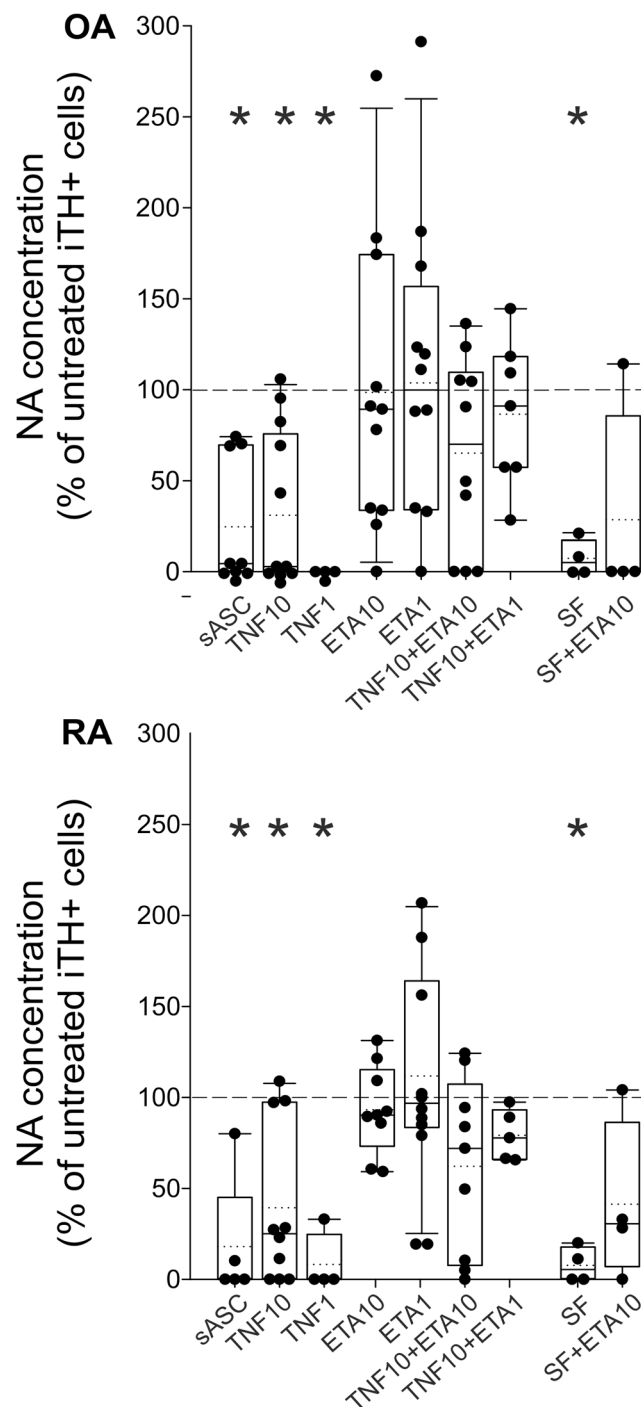 OA
NA concentration
(% of untreated iTH+ cells)
300
250
200
150
100
50
0
* * * *
sASC
TNF10
TNF1
ETA10
ETA1
TNF10+ETA10
TNF10+ETA1
SF
SF+ETA10
RA
NA concentration
(% of untreated iTH+ cells)
300
250
200
150
100
50
0
* * * *
sASC
TNF10
TNF1
ETA10
ETA1
TNF10+ETA10
TNF10+ETA1
SF
SF+ETA10